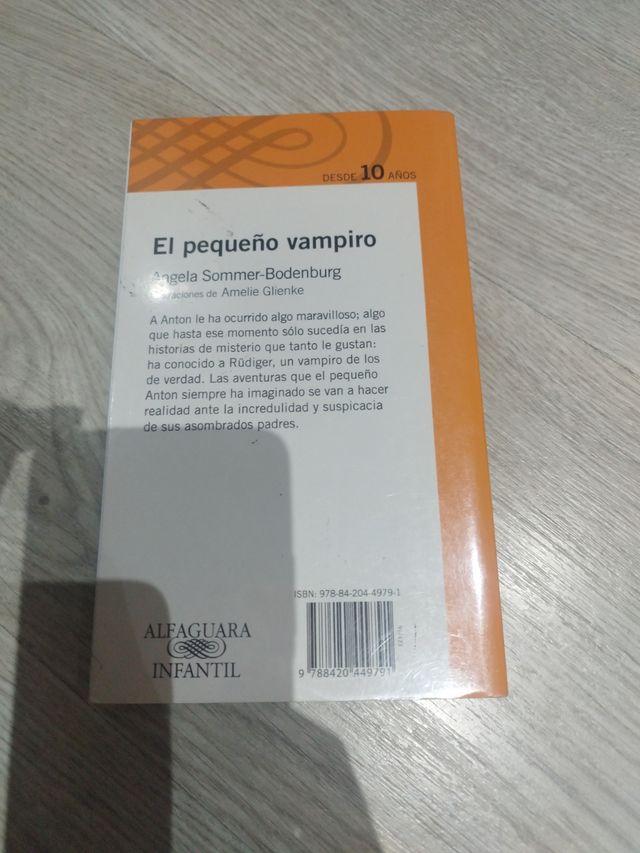 DESDE 10 AÑOS
El pequeño vampiro
Angela Sommer-Bodenburg
de Amelie Glienke
A Anton le ha ocurrido algo maravilloso; algo
que hasta ese momento sólo sucedía en las
historias de misterio que tanto le gustan:
ha conocido a Rüdiger, un vampiro de los
de verdad. Las aventuras que el pequeño
Anton siempre ha imaginado se van a hacer
realidad ante la incredulidad y suspicacia
de sus asombrados padres.
ISBN: 978-84-204-4979-1
ALFAGUARA
INFANTIL
9 788420 449791